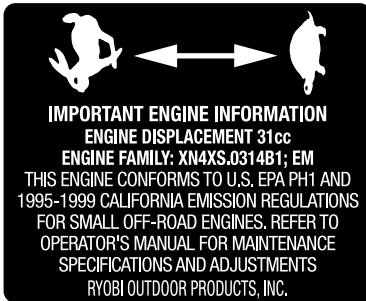 IMPORTANT ENGINE INFORMATION
ENGINE DISPLACEMENT 31cc
ENGINE FAMILY: XN4XS.0314B1; EM
THIS ENGINE CONFORMS TO U.S. EPA PH1 AND
1995-1999 CALIFORNIA EMISSION REGULATIONS
FOR SMALL OFF-ROAD ENGINES. REFER TO
OPERATOR'S MANUAL FOR MAINTENANCE
SPECIFICATIONS AND ADJUSTMENTS
RYOBI OUTDOOR PRODUCTS, INC.